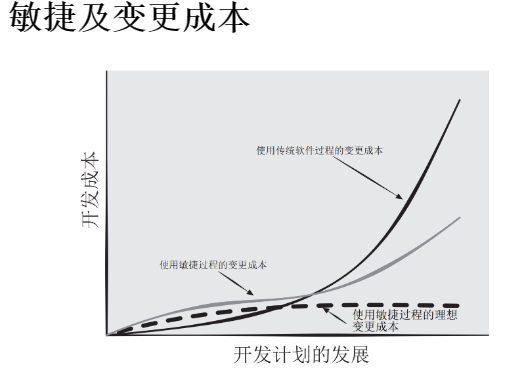 敏捷及变更成本
使用传统软件过程的变更成本
开发成本
使用敏捷过程的变更成本
使用敏捷过程的理想
变更成本
开发计划的发展